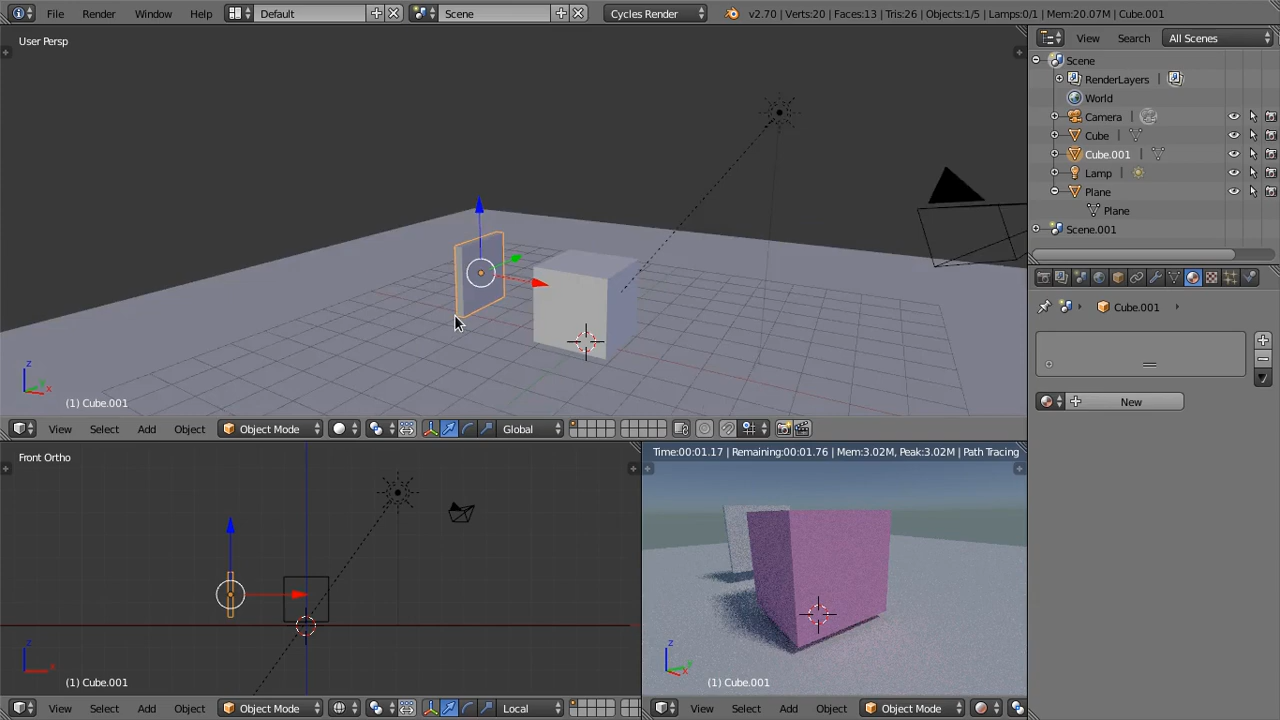 File Render Window Help Default Scene Cycles Render v2.70 | Verts:20 | Faces:13 | Tris:26 | Objects:1/5 | Lamps:0/1 | Mem:20.07M | Cube.001
User Persp
View Search All Scenes
Scene
RenderLayers
World
Camera
Cube
Cube.001
Lamp
Plane
Plane
Scene.001
Cube.001
New
z
y
x
(1) Cube.001
View Select Add Object Object Mode Global
Front Ortho
Time:00:01.17 | Remaining:00:01.76 | Mem:3.02M, Peak:3.02M | Path Tracing
z
x
(1) Cube.001
z
y
x
(1) Cube.001
View Select Add Object Object Mode Local
View Select Add Object Object Mode